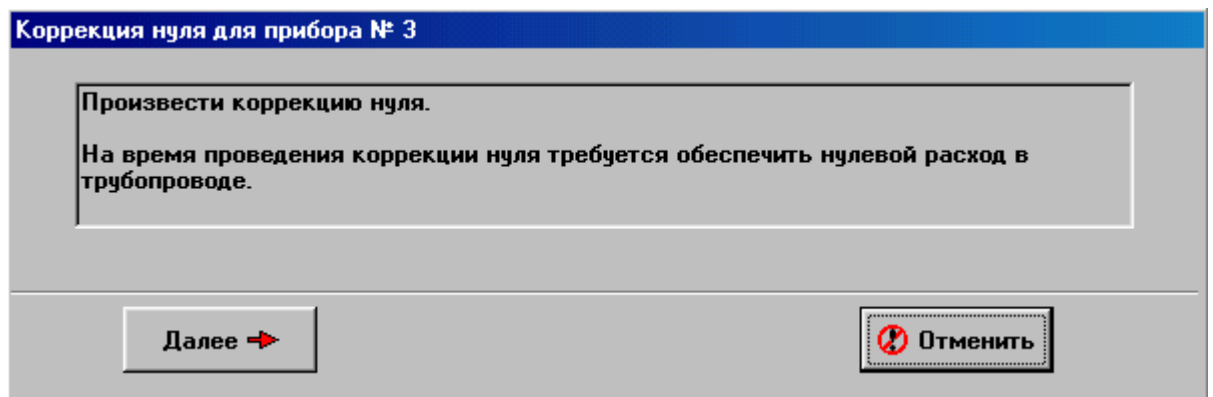 Коррекция нуля для прибора № 3
Произвести коррекцию нуля.
На время проведения коррекции нуля требуется обеспечить нулевой расход в
трубопроводе.
Далее
Отменить